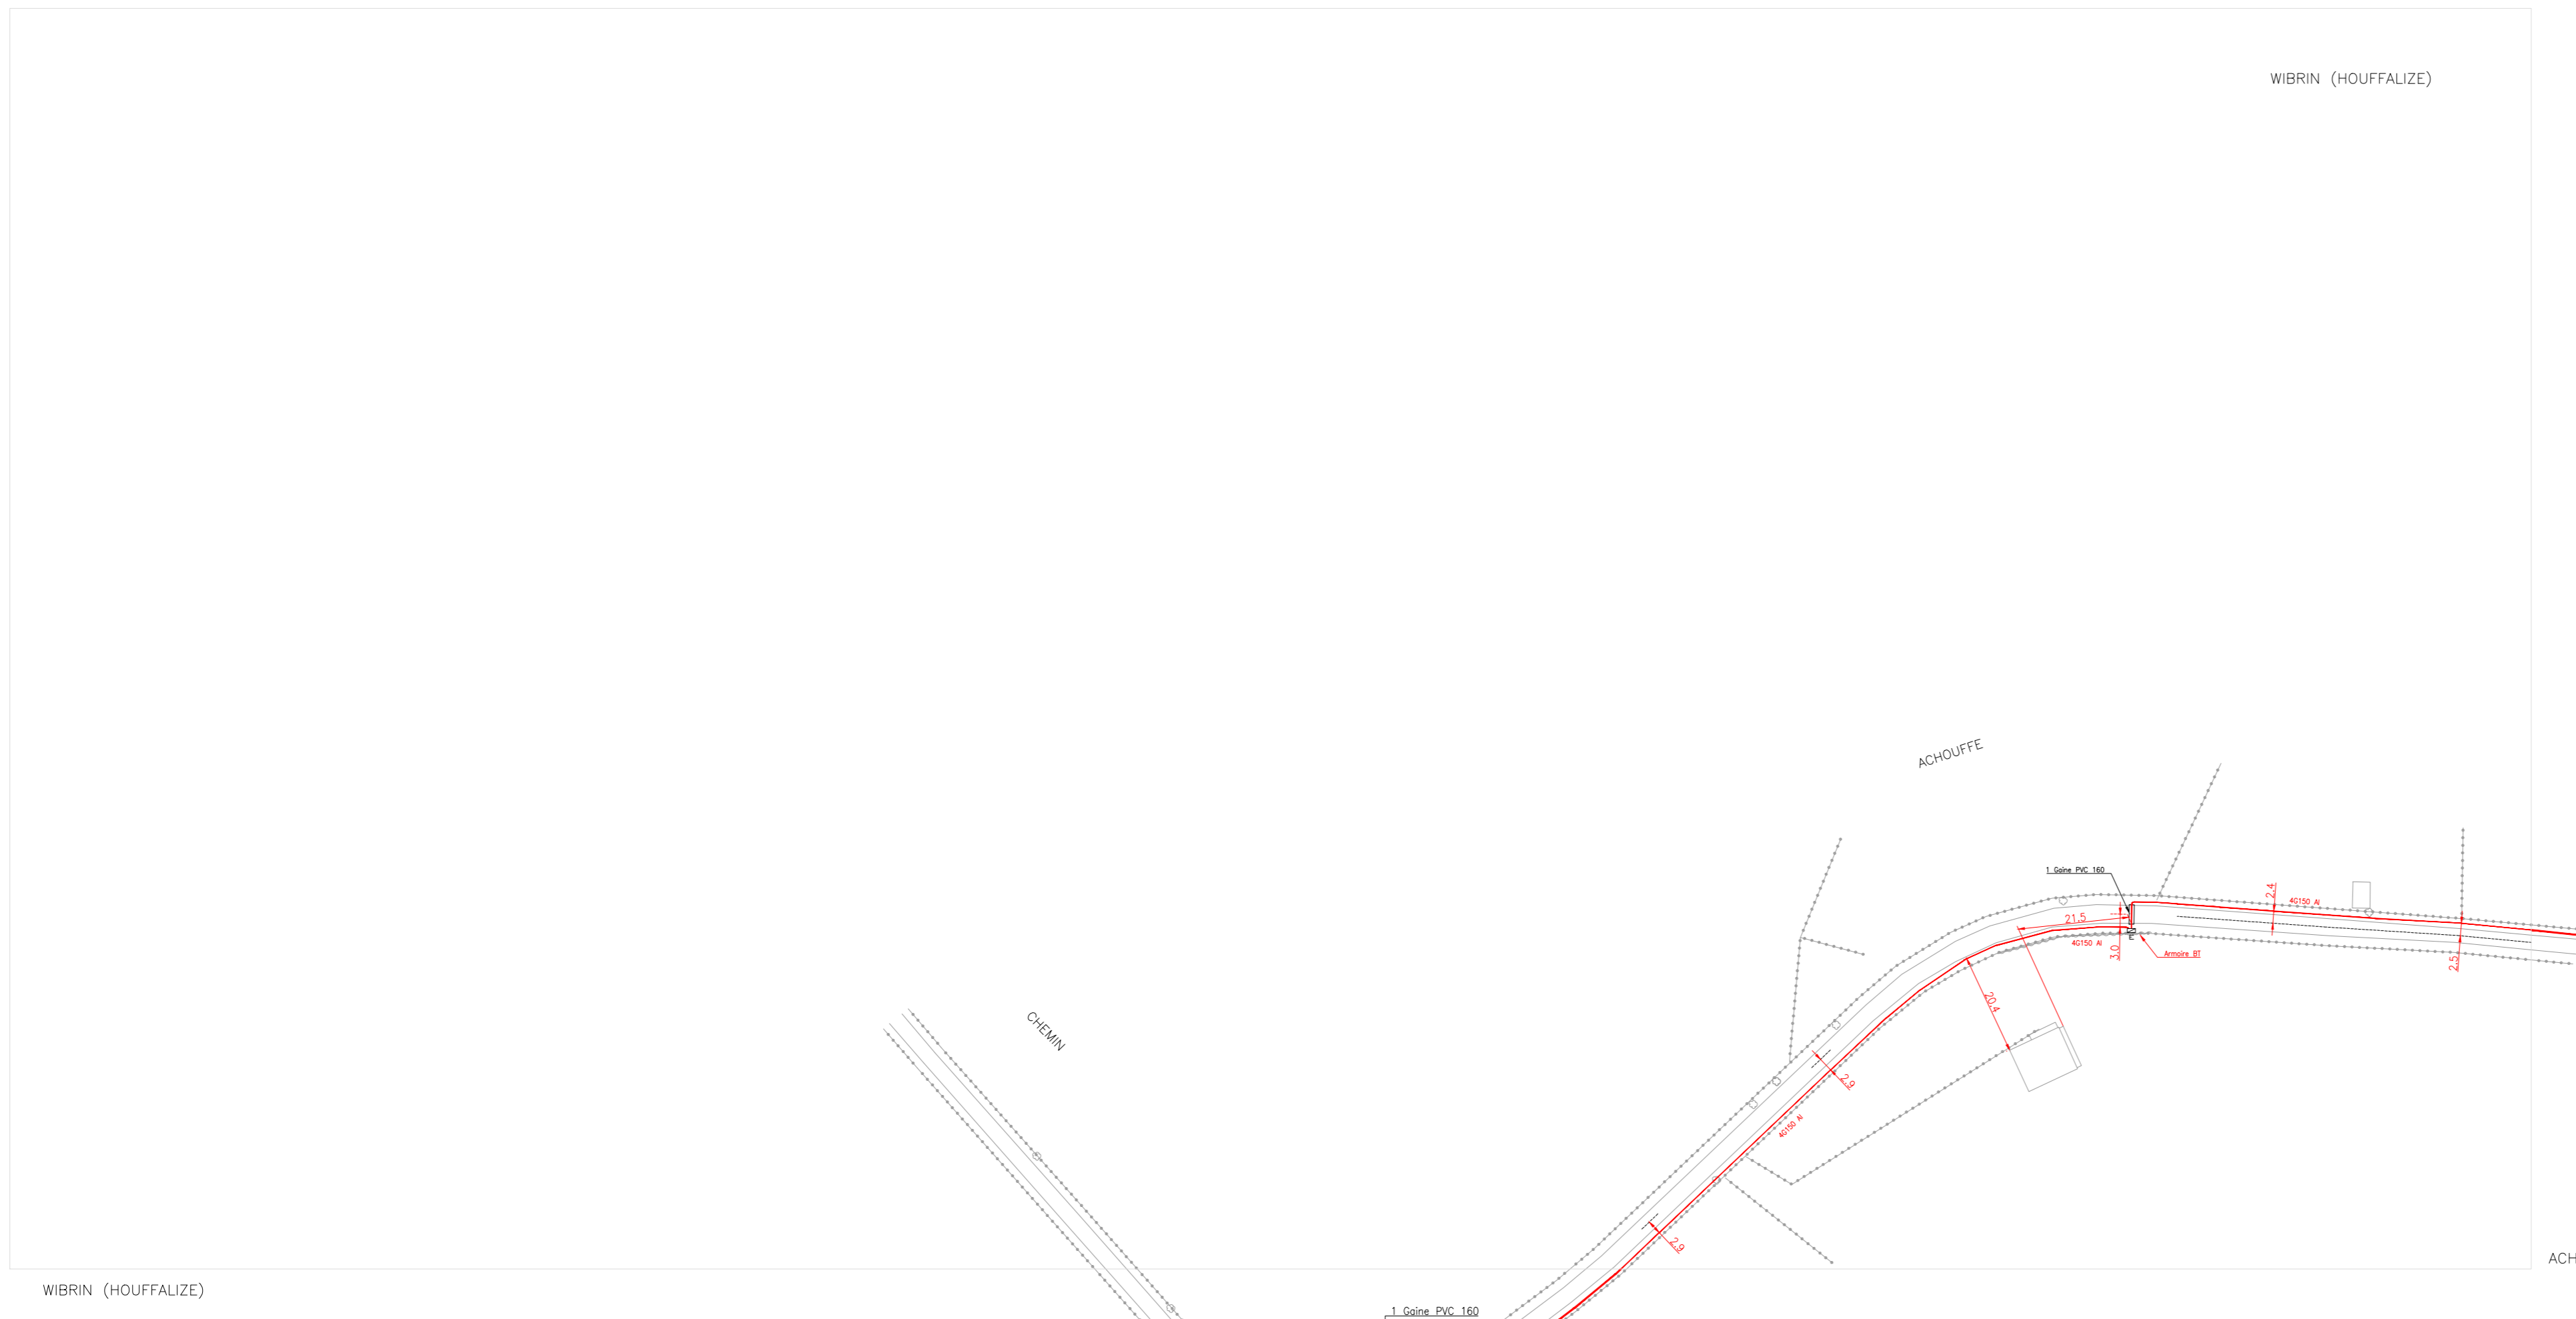 WIBRIN (HOUFFALIZE)
ACHOUFFE
1 Gaine PVC 160
2.4
4G150 Al
21.5
4G150 Al
3.0
Armoire BT
2.5
20.4
CHEMIN
2.9
4G150 Al
2.9
ACH
WIBRIN (HOUFFALIZE)
1 Gaine PVC 160